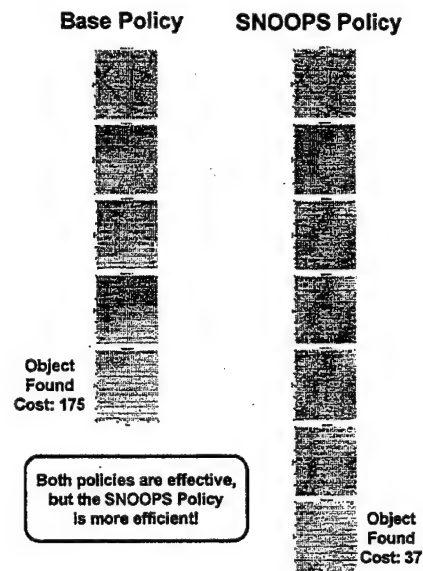 Base Policy
SNOOPS Policy
Object
Found
Cost: 175
Both policies are effective,
but the SNOOPS Policy
is more efficient!
Object
Found
Cost: 37